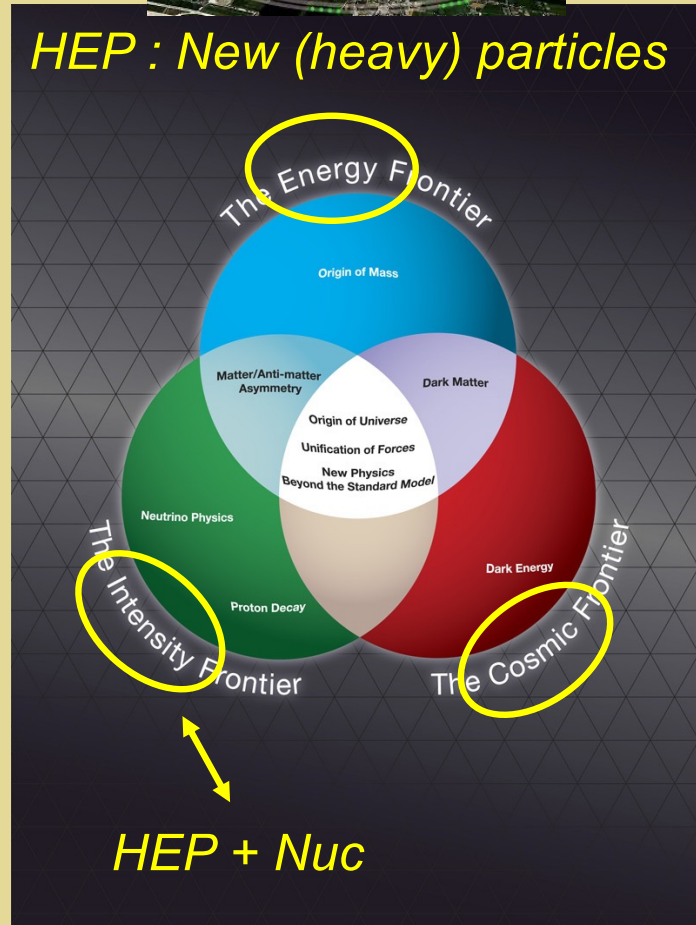 HEP : New (heavy) particles
The Energy Frontier
Origin of Mass
Matter/Anti-matter
Asymmetry
Dark Matter
Origin of Universe
Unification of Forces
New Physics
Beyond the Standard Model
Neutrino Physics
Dark Energy
Proton Decay
The Intensity Frontier
The Cosmic Frontier
HEP + Nuc